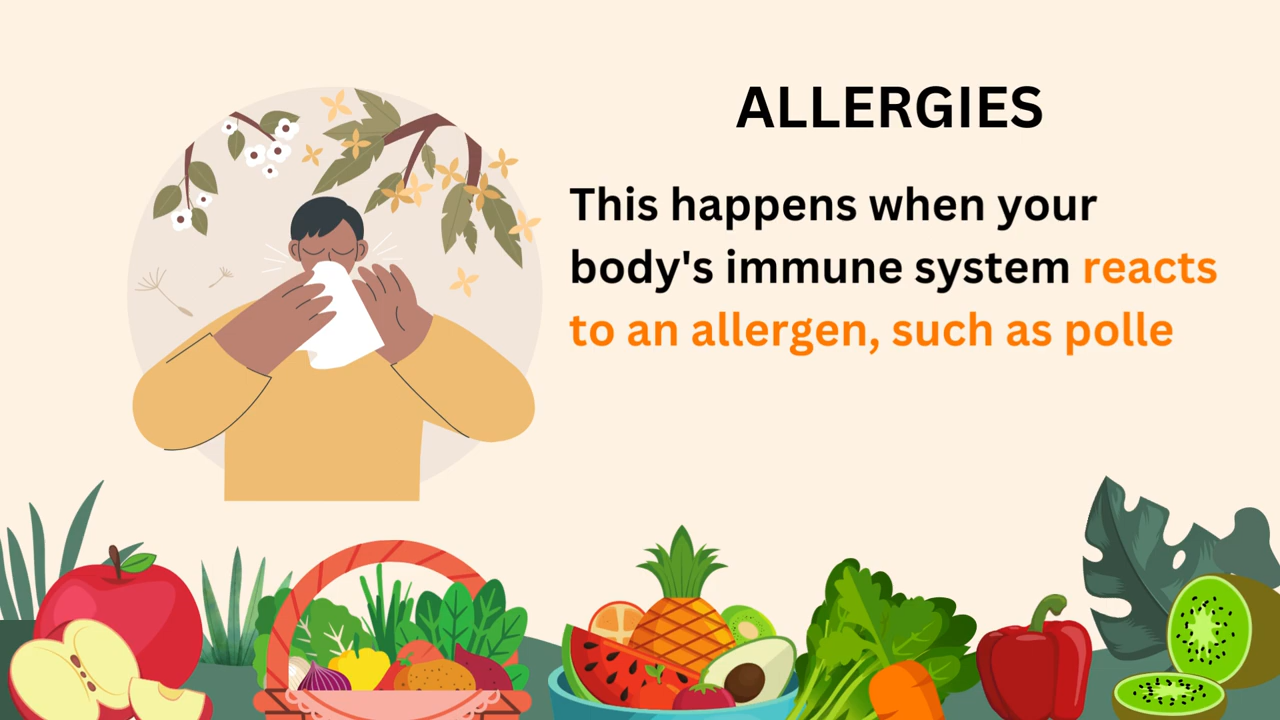 ALLERGIES
This happens when your
body's immune system reacts
to an allergen, such as polle